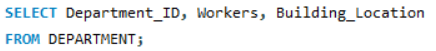 SELECT Department_ID, Workers, Building_Location
FROM DEPARTMENT;